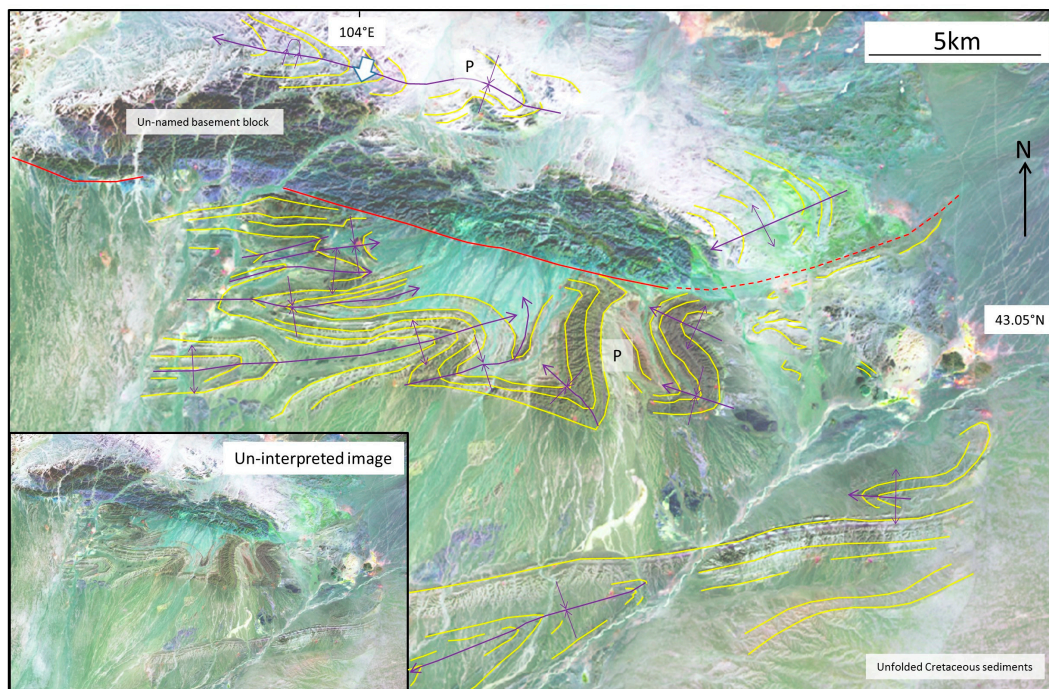 104°E
5km
P
Un-named basement block
N
43.05°N
P
Un-interpreted image
Unfolded Cretaceous sediments